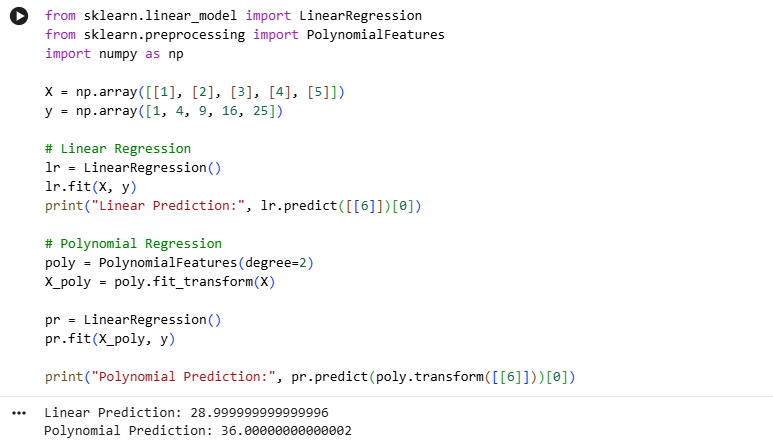 from sklearn.linear_model import LinearRegression
from sklearn.preprocessing import PolynomialFeatures
import numpy as np

X = np.array([[1], [2], [3], [4], [5]])
y = np.array([1, 4, 9, 16, 25])

# Linear Regression
lr = LinearRegression()
lr.fit(X, y)
print("Linear Prediction:", lr.predict([[6]])[0])

# Polynomial Regression
poly = PolynomialFeatures(degree=2)
X_poly = poly.fit_transform(X)

pr = LinearRegression()
pr.fit(X_poly, y)

print("Polynomial Prediction:", pr.predict(poly.transform([[6]]))[0])

Linear Prediction: 28.999999999999996
Polynomial Prediction: 36.00000000000002